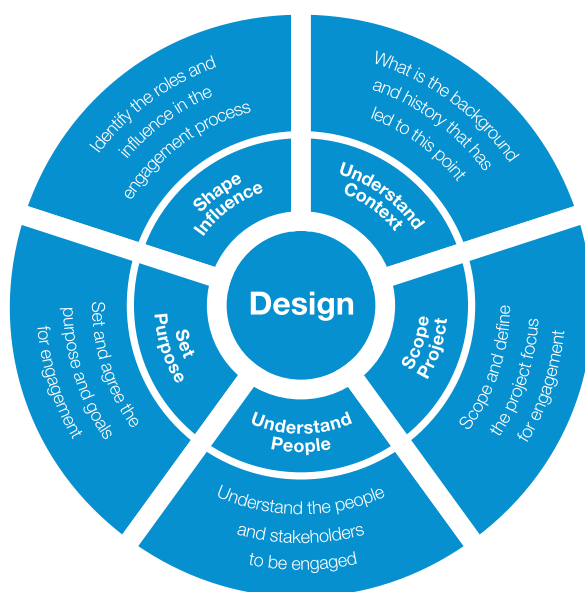 Design
Understand
Context
What is the background
and history that has
led to this point
Scope
Project
Scope and define
the project focus
for engagement
Understand
People
Understand the people
and stakeholders
to be engaged
Set
Purpose
Set and agree the
purpose and goals
for engagement
Shape
Influence
Identify the roles and
influence in the
engagement process